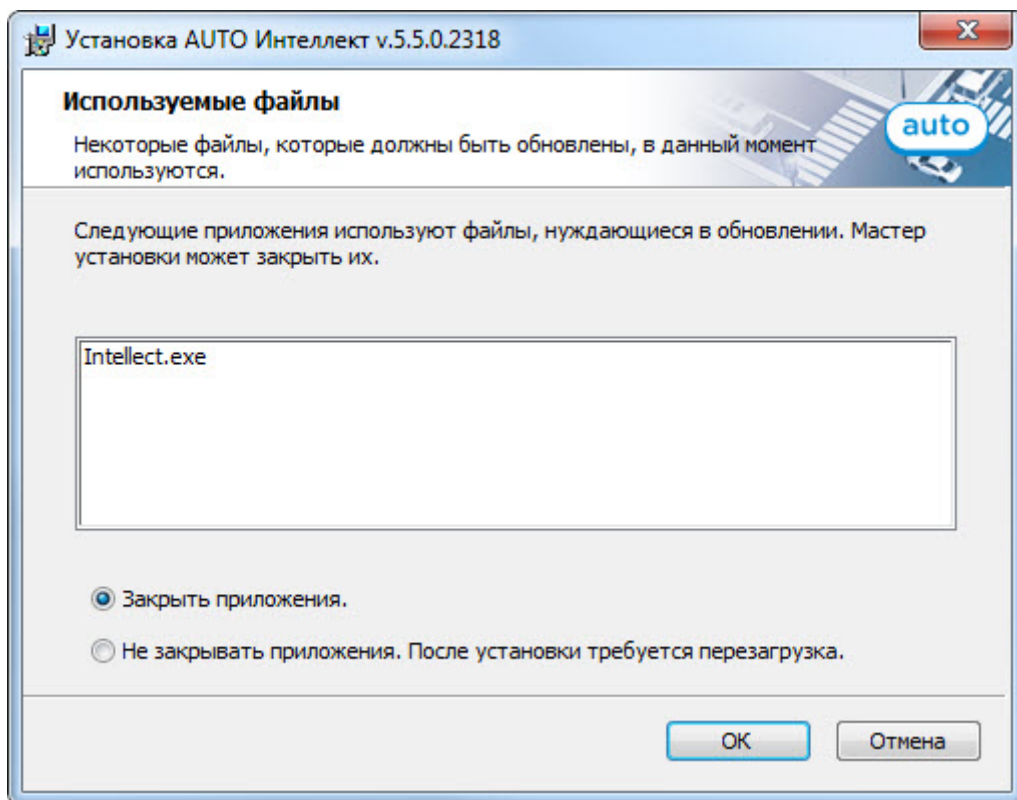 Установка AUTO Интеллект v.5.5.0.2318
Используемые файлы
auto
Некоторые файлы, которые должны быть обновлены, в данный момент
используются.
Следующие приложения используют файлы, нуждающиеся в обновлении. Мастер
установки может закрыть их.
Intellect.exe
Закрыть приложения.
Не закрывать приложения. После установки требуется перезагрузка.
OK
Отмена